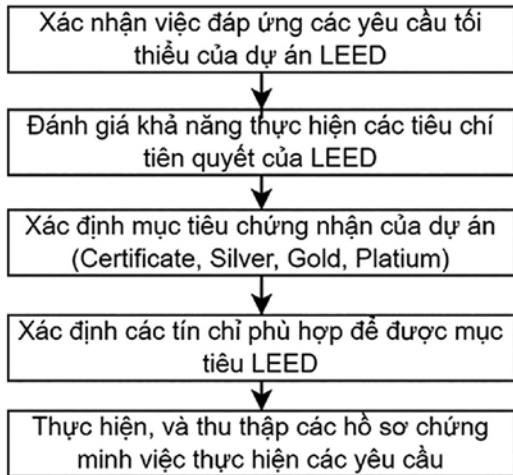 Xác nhận việc đáp ứng các yêu cầu tối
thiểu của dự án LEED
Đánh giá khả năng thực hiện các tiêu chí
tiên quyết của LEED
Xác định mục tiêu chứng nhận của dự án
(Certificate, Silver, Gold, Platium)
Xác định các tín chỉ phù hợp để được mục
tiêu LEED
Thực hiện, và thu thập các hồ sơ chứng
minh việc thực hiện các yêu cầu